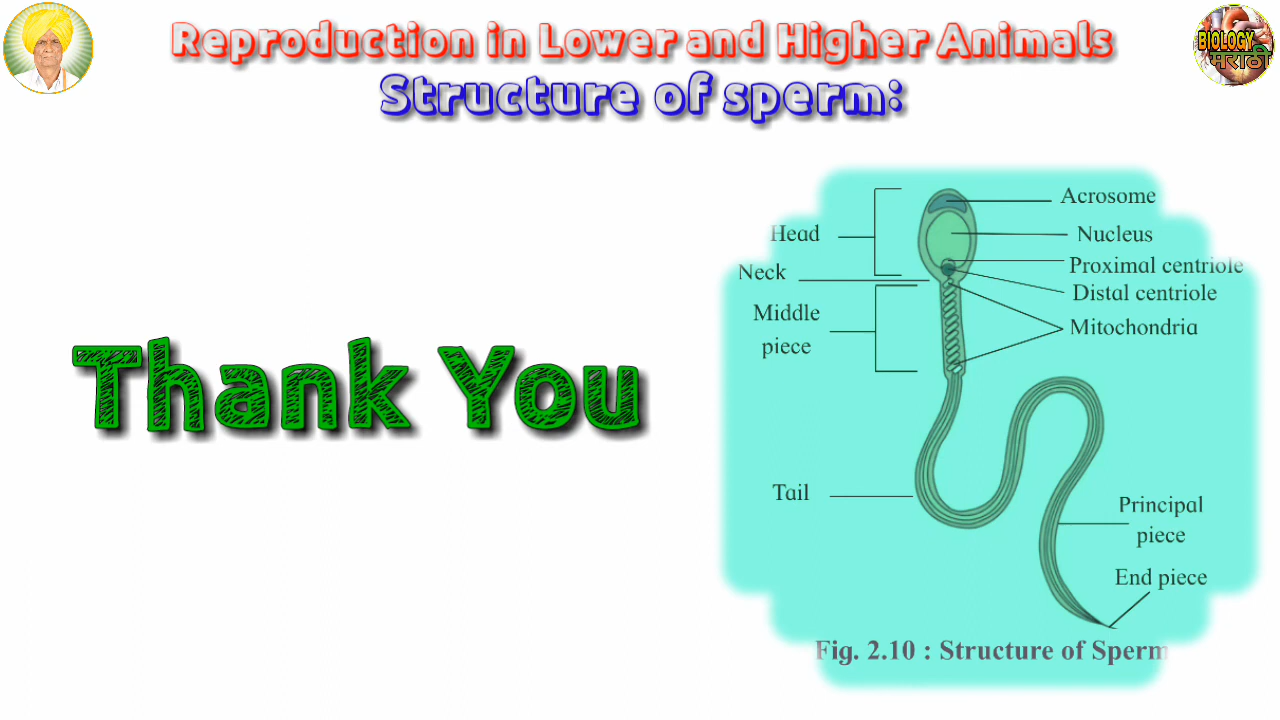 Reproduction in Lower and Higher Animals
Structure of sperm:
BIOLOGY
मराठी
Thank You
Head
Neck
Middle
piece
Tail
Acrosome
Nucleus
Proximal centriole
Distal centriole
Mitochondria
Principal
piece
End piece
Fig. 2.10 : Structure of Sperm